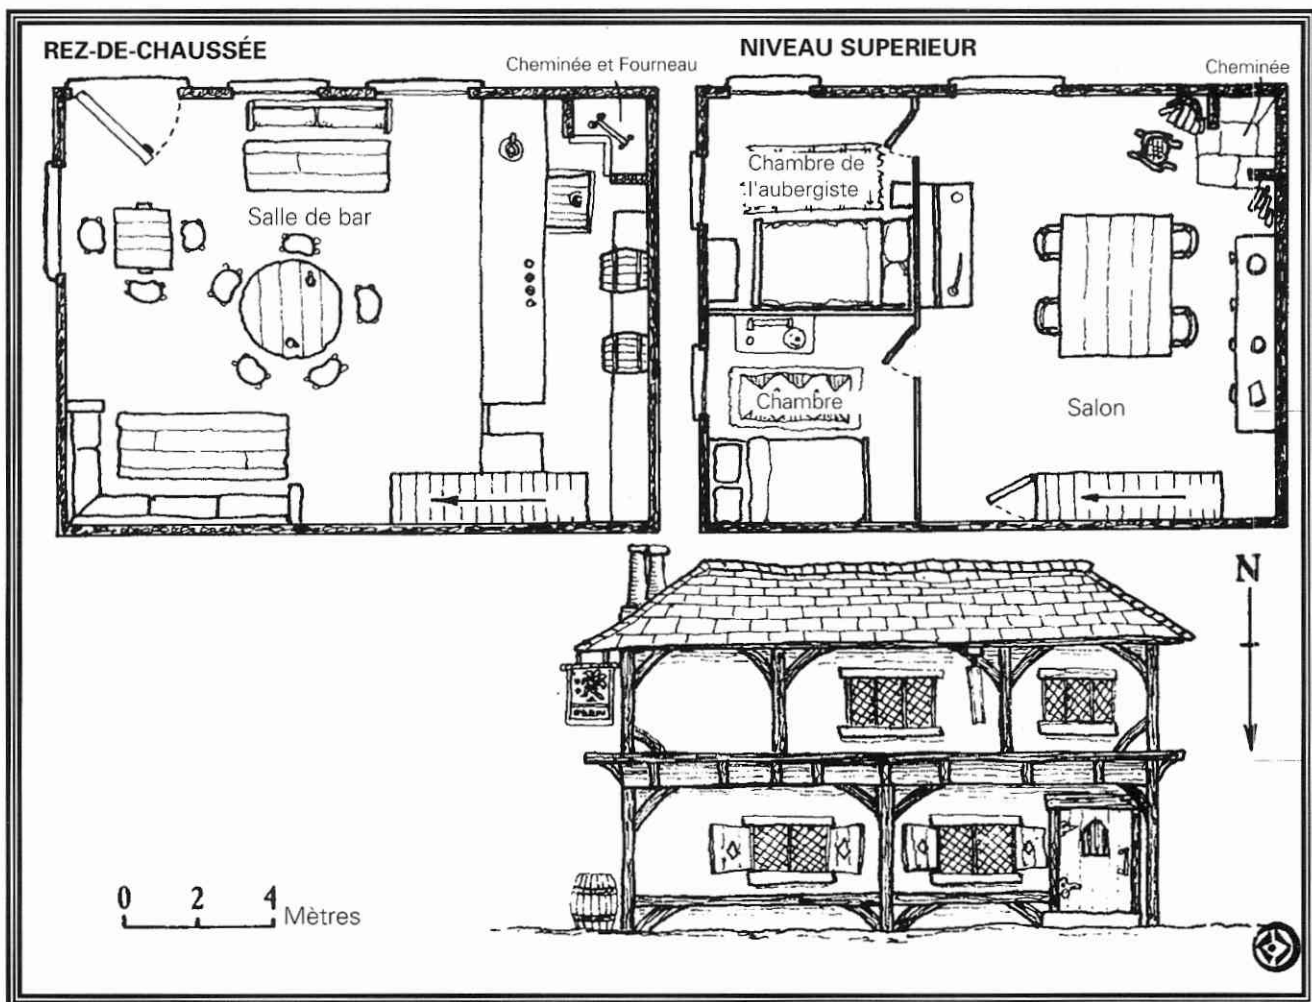 REZ-DE-CHAUSSÉE
NIVEAU SUPERIEUR
Cheminée et Fourneau
Cheminée
Chambre de
l'aubergiste
Salle de bar
Chambre
Salon
N
0 2 4
Mètres